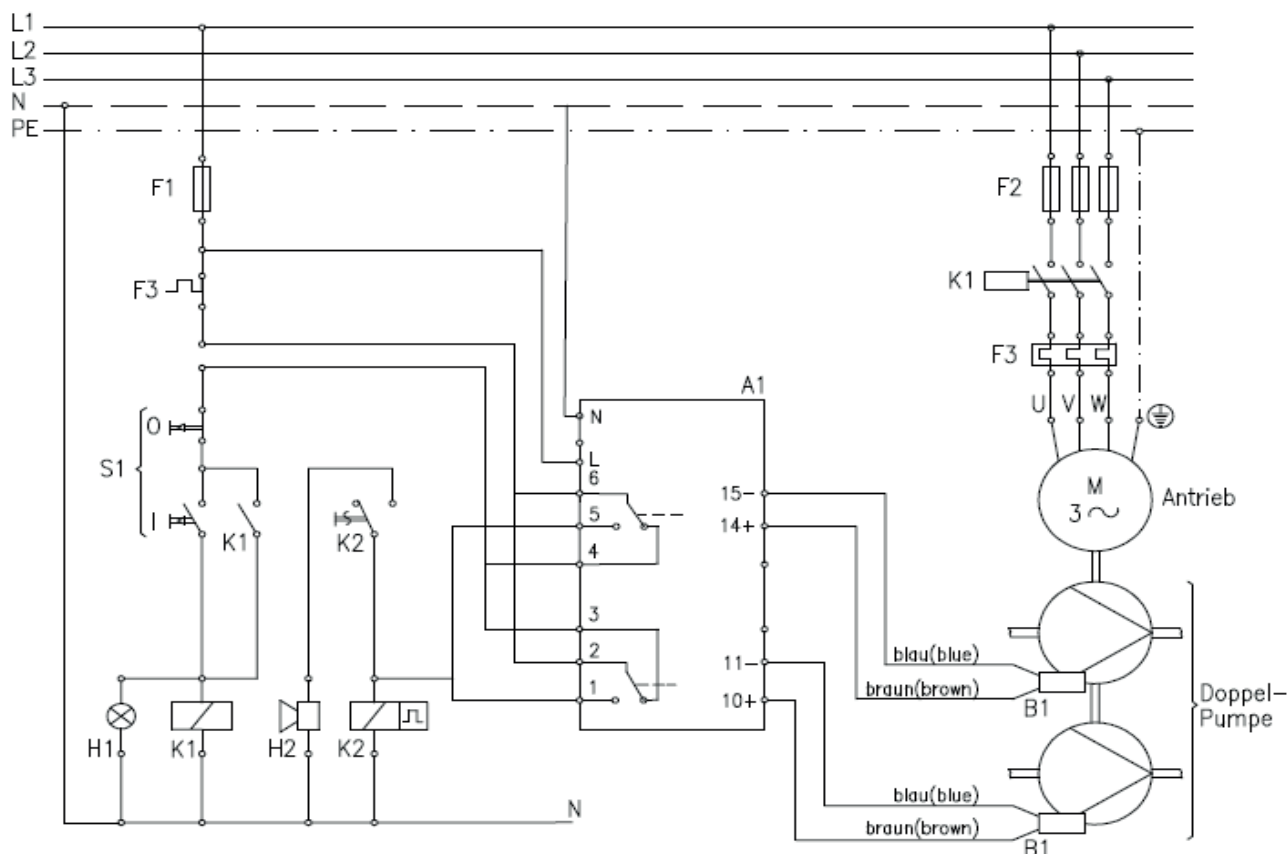 L1
L2
L3
N
PE
F1
F2
F3
K1
F3
A1
U V W
N
O
S1
L
M
3
Antrieb
6
15-
I
K1
K2
5
14+
4
3
blau(blue)
2
11-
braun(brown)
1
10+
B1
Doppel-
Pumpe
H1
K1
H2
K2
N
blau(blue)
braun(brown)
B1